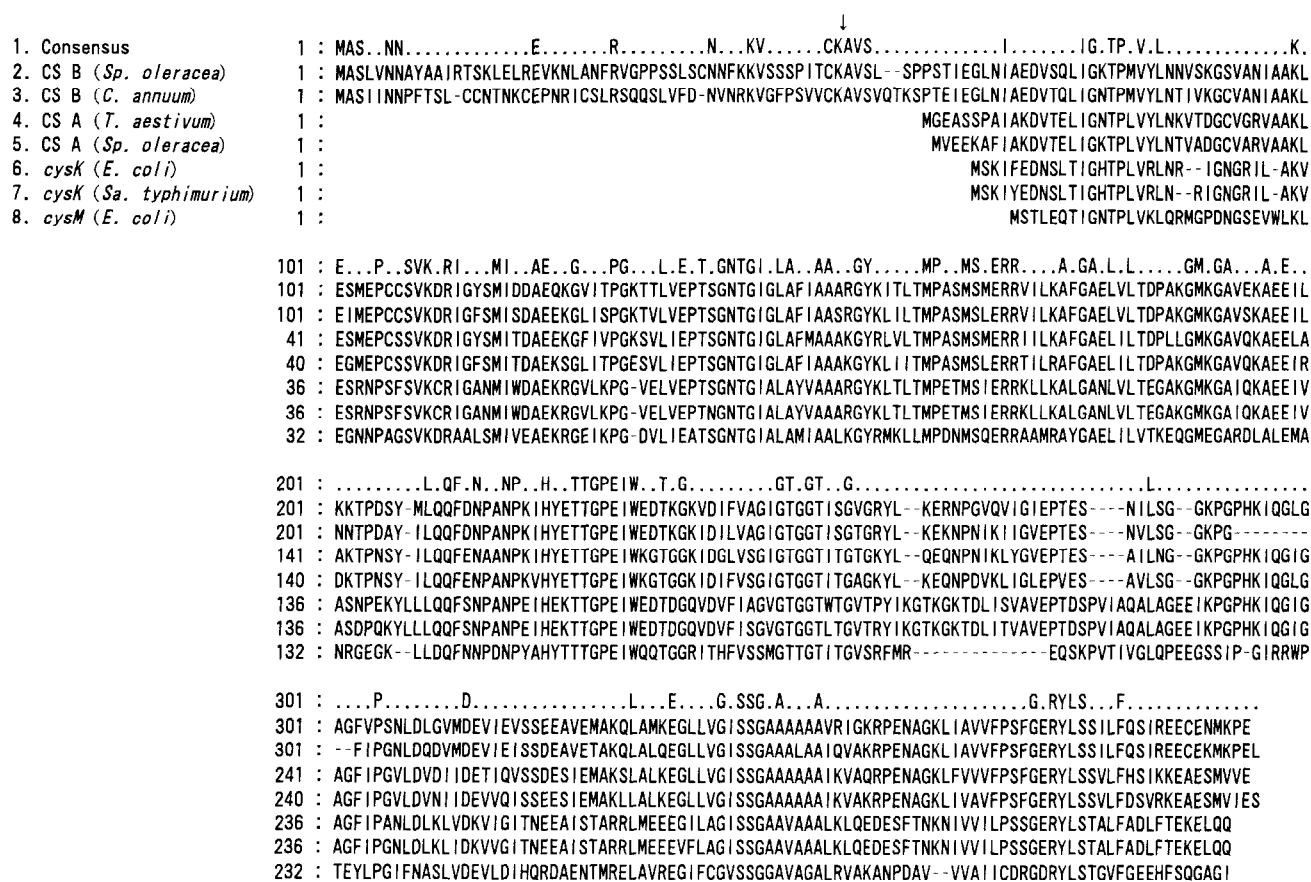 ↓
1. Consensus 1 : MAS..NN.............E.......R.........N...KV......CKAVS.............I.......IG.TP.V.L.............K.
2. CS B (Sp. oleracea) 1 : MASLVNNAYAAIRTSKLELREVKNLANFRVGPPSSLSCNNFKKVSSSPITCKAVSL--SPPSTIEGLNIAEDVSQLIGKTPMVYLNNVSKGSVANIAAKL
3. CS B (C. annuum) 1 : MASIINNPFTSL-CCNTNKCEPNRICSLRSQQSLVFD-NVNRKVGFPSVVCKAVSVQTKSPTEIEGLNIAEDVTQLIGNTPMVYLNTIVKGCVANIAAKL
4. CS A (T. aestivum) 1 : MGEASSPAIAKDVTELIGNTPLVYLNKVTDGCVGRVAAKL
5. CS A (Sp. oleracea) 1 : MVEEKAFIAKDVTELIGKTPLVYLNTVADGCVARVAAKL
6. cysK (E. coli) 1 : MSKIFEDNSLTIGHTPLVRLNR--IGNGRIL-AKV
7. cysK (Sa. typhimurium) 1 : MSKIYEDNSLTIGHTPLVRLN--RIGNGRIL-AKV
8. cysM (E. coli) 1 : MSTLEQTIGNTPLVKLQRMGPDNGSEVWLKL
101 : E...P..SVK.RI...MI..AE..G...PG...L.E.T.GNTGI.LA..AA..GY.....MP..MS.ERR....A.GA.L.L.....GM.GA...A.E..
101 : ESMEPCCSVKDRIGYSMIDDAEQKGVITPGKTTLVEPTSGNTGIGLAFIAAARGYKITLTMPASMSMERRVILKAFGAELVLTDPAKGMKGAVEKAEEIL
101 : EIMEPCCSVKDRIGFSMISDAEEKGLISPGKTVLVEPTSGNTGIGLAFIAASRGYKLILTMPASMSLERRVILKAFGAELVLTDPAKGMKGAVSKAEEIL
41 : ESMEPCSSVKDRIGYSMITDAEEKGFIVPGKSVLIEPTSGNTGIGLAFMAAAKGYRLVLTMPASMSMERRIILKAFGAELILTDPLLGMKGAVQKAEELA
40 : EGMEPCSSVKDRIGFSMITDAEKSGLITPGESVLIEPTSGNTGIGLAFIAAAKGYKLIITMPASMSLERRTILRAFGAELILTDPAKGMKGAVQKAEEIR
36 : ESRNPSFSVKCRIGANMIWDAEKRGVLKPG-VELVEPTSGNTGIALAYVAAARGYKLTLTMPETMSIERRKLLKALGANLVLTEGAKGMKGAIQKAEEIV
36 : ESRNPSFSVKCRIGANMIWDAEKRGVLKPG-VELVEPTNGNTGIALAYVAAARGYKLTLTMPETMSIERRKLLKALGANLVLTEGAKGMKGAIQKAEEIV
32 : EGNNPAGSVKDRAALSMIVEAEKRGEIKPG-DVLIEATSGNTGIALAMIAALKGYRMKLLMPDNMSQERRAAMRAYGAELILVTKEQGMEGARDLALEMA
201 : .........L.QF.N..NP..H..TTGPEIW..T.G.........GT.GT..G..............................L................
201 : KKTPDSY-MLQQFDNPANPKIHYETTGPEIWEDTKGKVDIFVAGIGTGGTISGVGRYL--KERNPGVQVIGIEPTES----NILSG--GKPGPHKIQGLG
201 : NNTPDAY-ILQQFDNPANPKIHYETTGPEIWEDTKGKIDILVAGIGTGGTISGTGRYL--KEKNPNIKIIGVEPTES----NVLSG--GKPG--------
141 : AKTPNSY-ILQQFENAANPKIHYETTGPEIWKGTGGKIDGLVSGIGTGGTITGTGKYL--QEQNPNIKLYGVEPTES----AILNG--GKPGPHKIQGIG
140 : DKTPNSY-ILQQFENPANPKVHYETTGPEIWKGTGGKIDIFVSGIGTGGTITGAGKYL--KEQNPDVKLIGLEPVES----AVLSG--GKPGPHKIQGLG
136 : ASNPEKYLLLQQFSNPANPEIHEKTTGPEIWEDTDGQVDVFIAGVGTGGTWTGVTPYIKGTKGKTDLISVAVEPTDSPVIAQALAGEEIKPGPHKIQGIG
136 : ASDPQKYLLLQQFSNPANPEIHEKTTGPEIWEDTDGQVDVFISGVGTGGTLTGVTRYIKGTKGKTDLITVAVEPTDSPVIAQALAGEEIKPGPHKIQGIG
132 : NRGEGK--LLDQFNNPDNPYAHYTTTGPEIWQQTGGRITHFVSSMGTTGTITGVSRFMR--------------EQSKPVTIVGLQPEEGSSIP-GIRRWP
301 : ....P........D................L...E....G.SSG.A...A.....................G.RYLS...F..............
301 : AGFVPSNLDLGVMDEVIEVSSEEAVEMAKQLAMKEGLLVGISSGAAAAAAVRIGKRPENAGKLIAVVFPSFGERYLSSILFQSIREECENMKPE
301 : --FIPGNLDQDVMDEVIEISSDEAVETAKQLALQEGLLVGISSGAAALAAIQVAKRPENAGKLIAVVFPSFGERYLSSILFQSIREECEKMKPEL
241 : AGFIPGVLDVDIIDETIQVSSDESIEMAKSLALKEGLLVGISSGAAAAAAIKVAQRPENAGKLFVVVFPSFGERYLSSVLFHSIKKEAESMVVE
240 : AGFIPGVLDVNIIDEVVQISSEESIEMAKLLALKEGLLVGISSGAAAAAAIKVAKRPENAGKLIVAVFPSFGERYLSSVLFDSVRKEAESMVIES
236 : AGFIPANLDLKLVDKVIGITNEEAISTARRLMEEEGILAGISSGAAVAAALKLQEDESFTNKNIVVILPSSGERYLSTALFADLFTEKELQQ
236 : AGFIPGNLDLKLIDKVVGITNEEAISTARRLMEEEVFLAGISSGAAVAAALKLQEDESFTNKNIVVILPSSGERYLSTALFADLFTEKELQQ
232 : TEYLPGIFNASLVDEVLDIHQRDAENTMRELAVREGIFCGVSSGGAVAGALRVAKANPDAV--VVAIICDRGDRYLSTGVFGEEHFSQGAGI